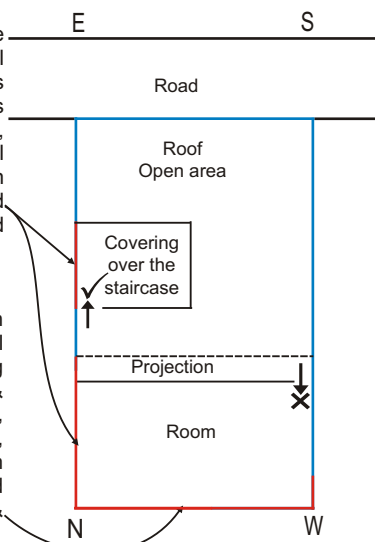 E S
Road
Roof
Open area
Covering
over the
staircase
Projection
Room
N W